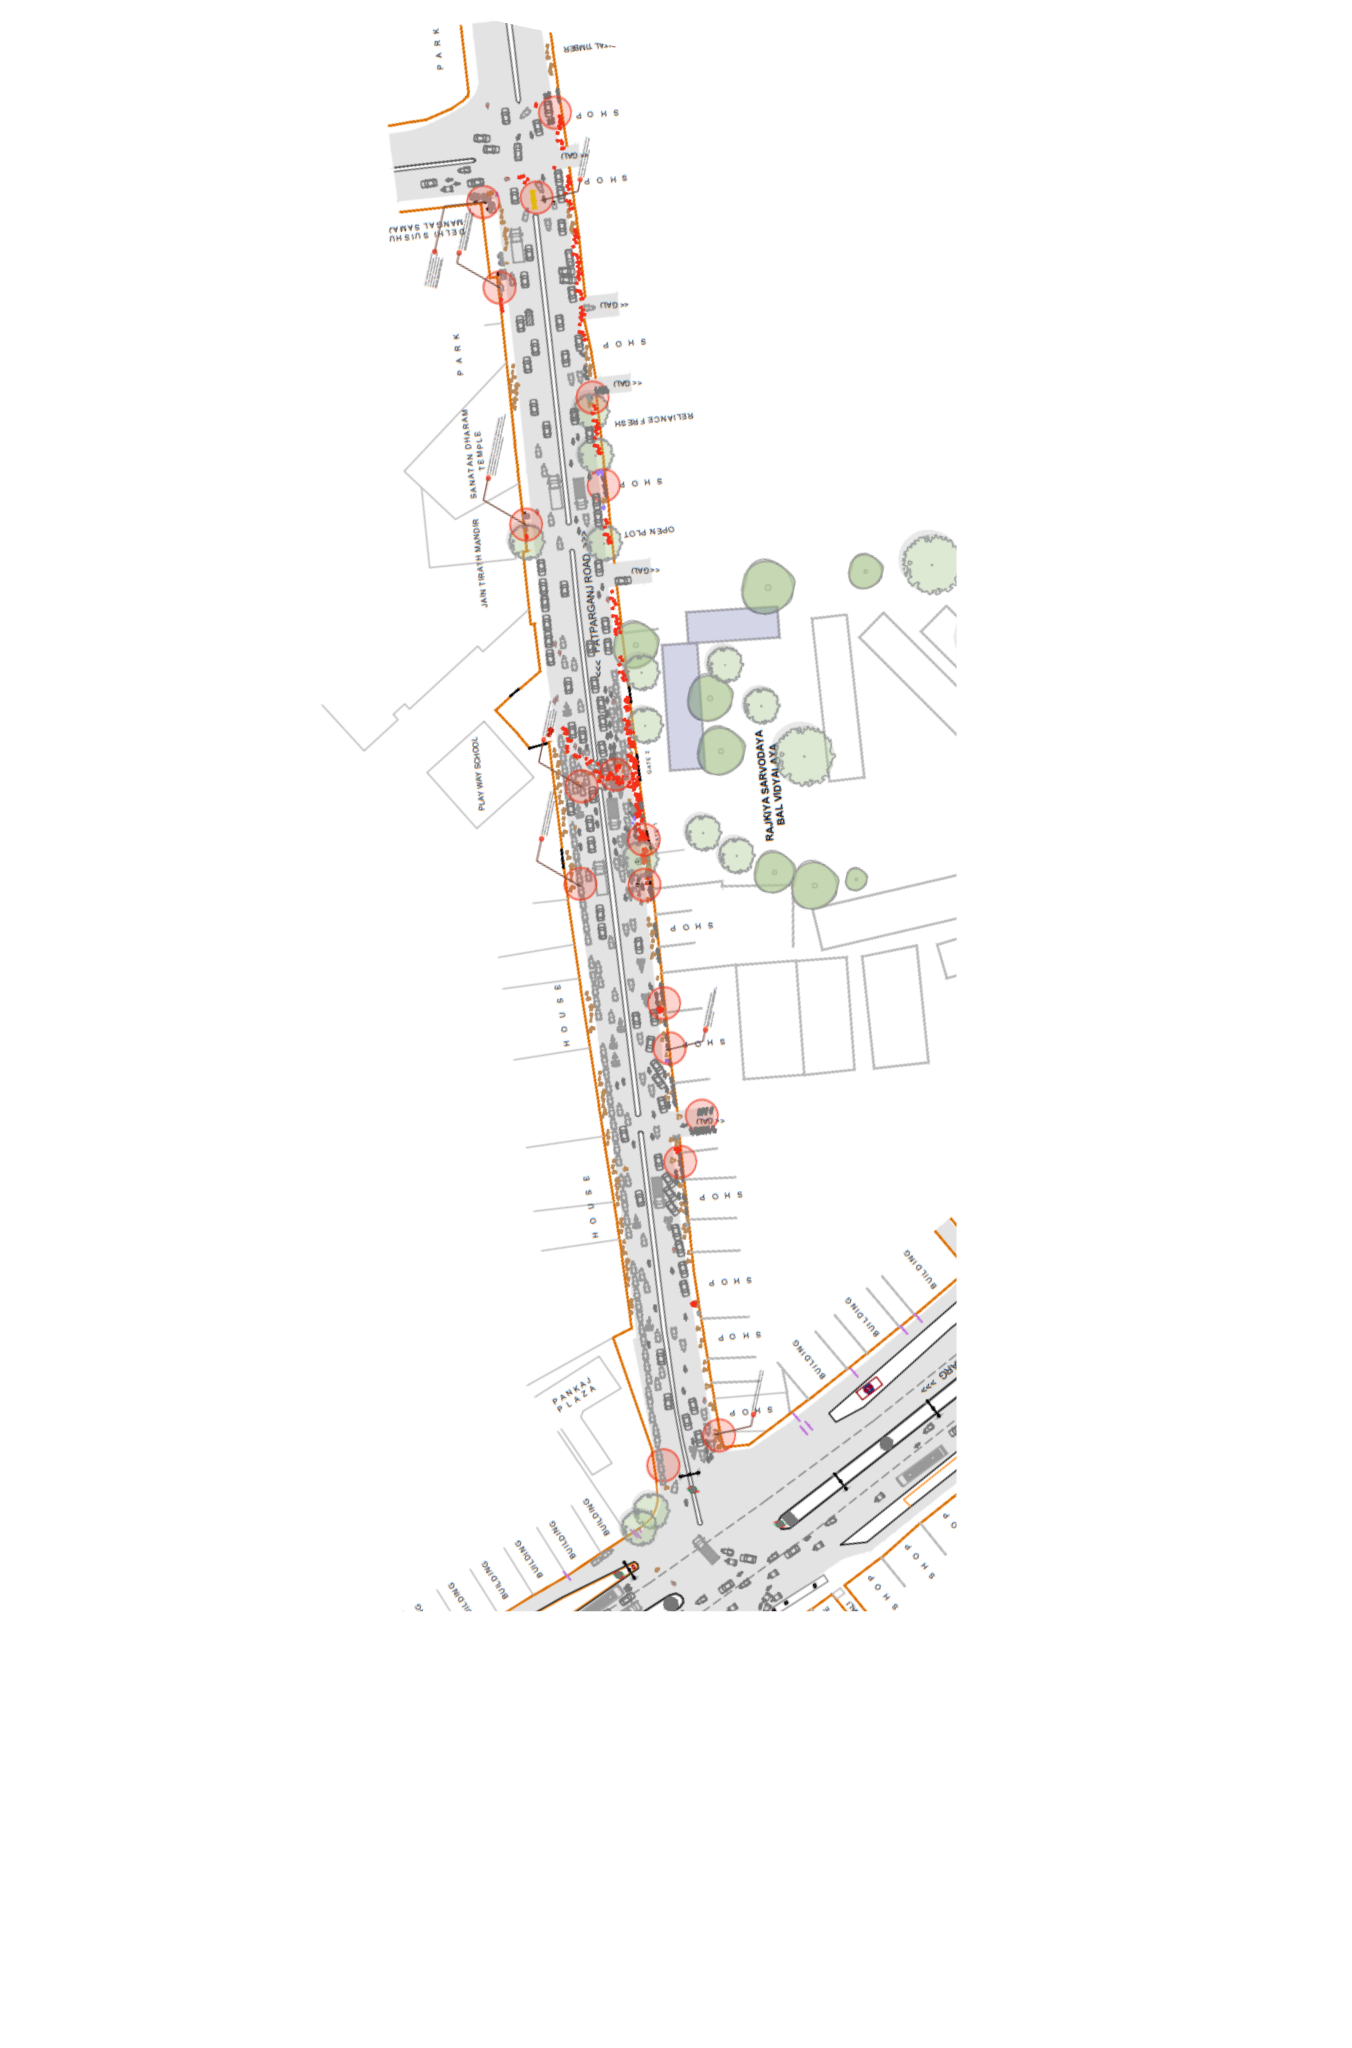 PARK
SHOP
<< GALI
SHOP
DELHI SUISHU
MANGAL SAMAJ
<< GALI
SHOP
PARK
<< GALI
RELIANCE FRESH
SANATAN DHARAM
TEMPLE
SHOP
OPEN PLOT
JAIN TIRATH MANDIR
<< GALI
<<< PATPARGANJ ROAD >>>
PLAY WAY SCHOOL
GATE 2
RAJKIYA SARVODAYA
BAL VIDYALAYA
SHOP
HOUSE
SHOP
<< GALI
HOUSE
SHOP
SHOP
SHOP
BUILDING
BUILDING
BUILDING
PANKAJ
PLAZA
SHOP
BUILDING
BUILDING
BUILDING
BUILDING
SHOP
SHOP